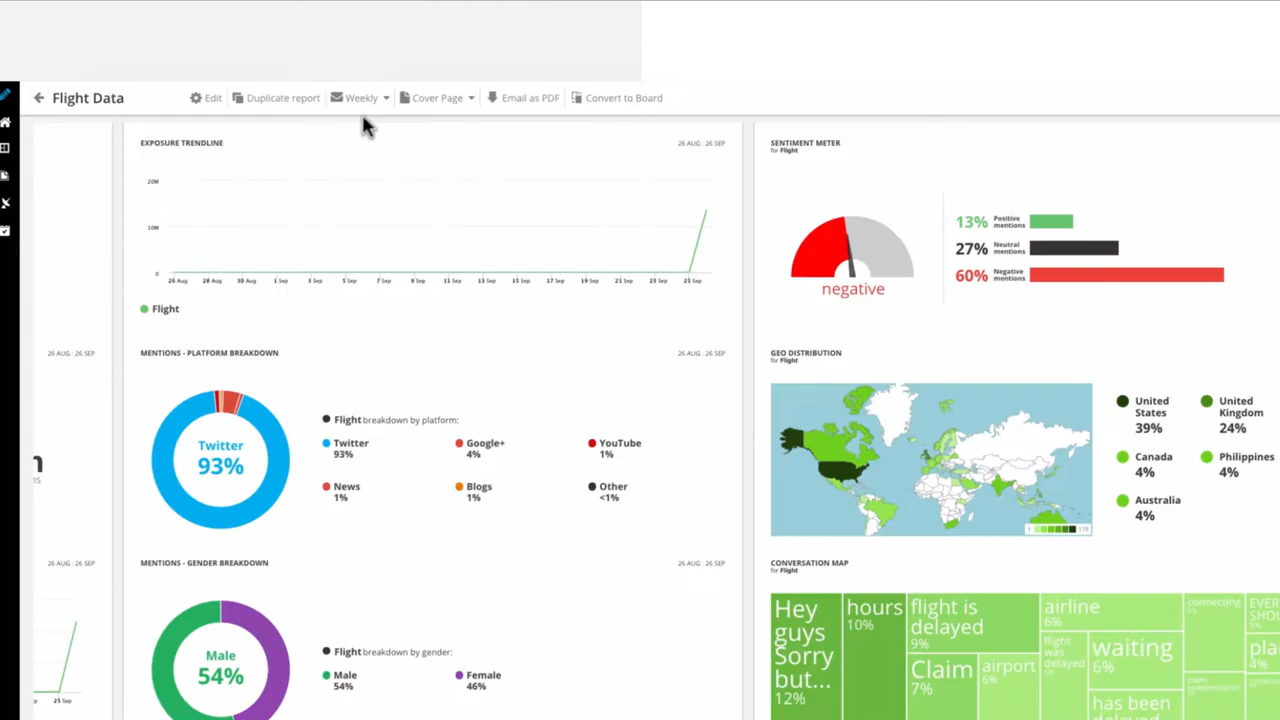 Flight Data
Edit
Duplicate report
Weekly
Cover Page
Email as PDF
Convert to Board
EXPOSURE TRENDLINE
26 AUG : 26 SEP
20M
10M
0
26 Aug 28 Aug 30 Aug 1 Sep 3 Sep 5 Sep 7 Sep 9 Sep 11 Sep 13 Sep 15 Sep 17 Sep 19 Sep 21 Sep 23 Sep 25 Sep
Flight
SENTIMENT METER
for Flight
negative
13% Positive
mentions
27% Neutral
mentions
60% Negative
mentions
26 AUG : 26 SEP
MENTIONS - PLATFORM BREAKDOWN
26 AUG : 26 SEP
Twitter
93%
Flight breakdown by platform:
Twitter
93%
Google+
4%
YouTube
1%
News
1%
Blogs
1%
Other
<1%
GEO DISTRIBUTION
for Flight
United
States
39%
United
Kingdom
24%
Canada
4%
Philippines
4%
Australia
4%
26 AUG : 26 SEP
25 Sep
MENTIONS - GENDER BREAKDOWN
26 AUG : 26 SEP
Male
54%
Flight breakdown by gender:
Male
54%
Female
46%
CONVERSATION MAP
for Flight
Hey
guys
Sorry
but...
12%
hours
10%
flight is
delayed
9%
Claim
7%
airport
6%
airline
6%
flight
was
delayed
waiting
6%
has been
delayed
connecting
EVER
SHOU
pla
4%